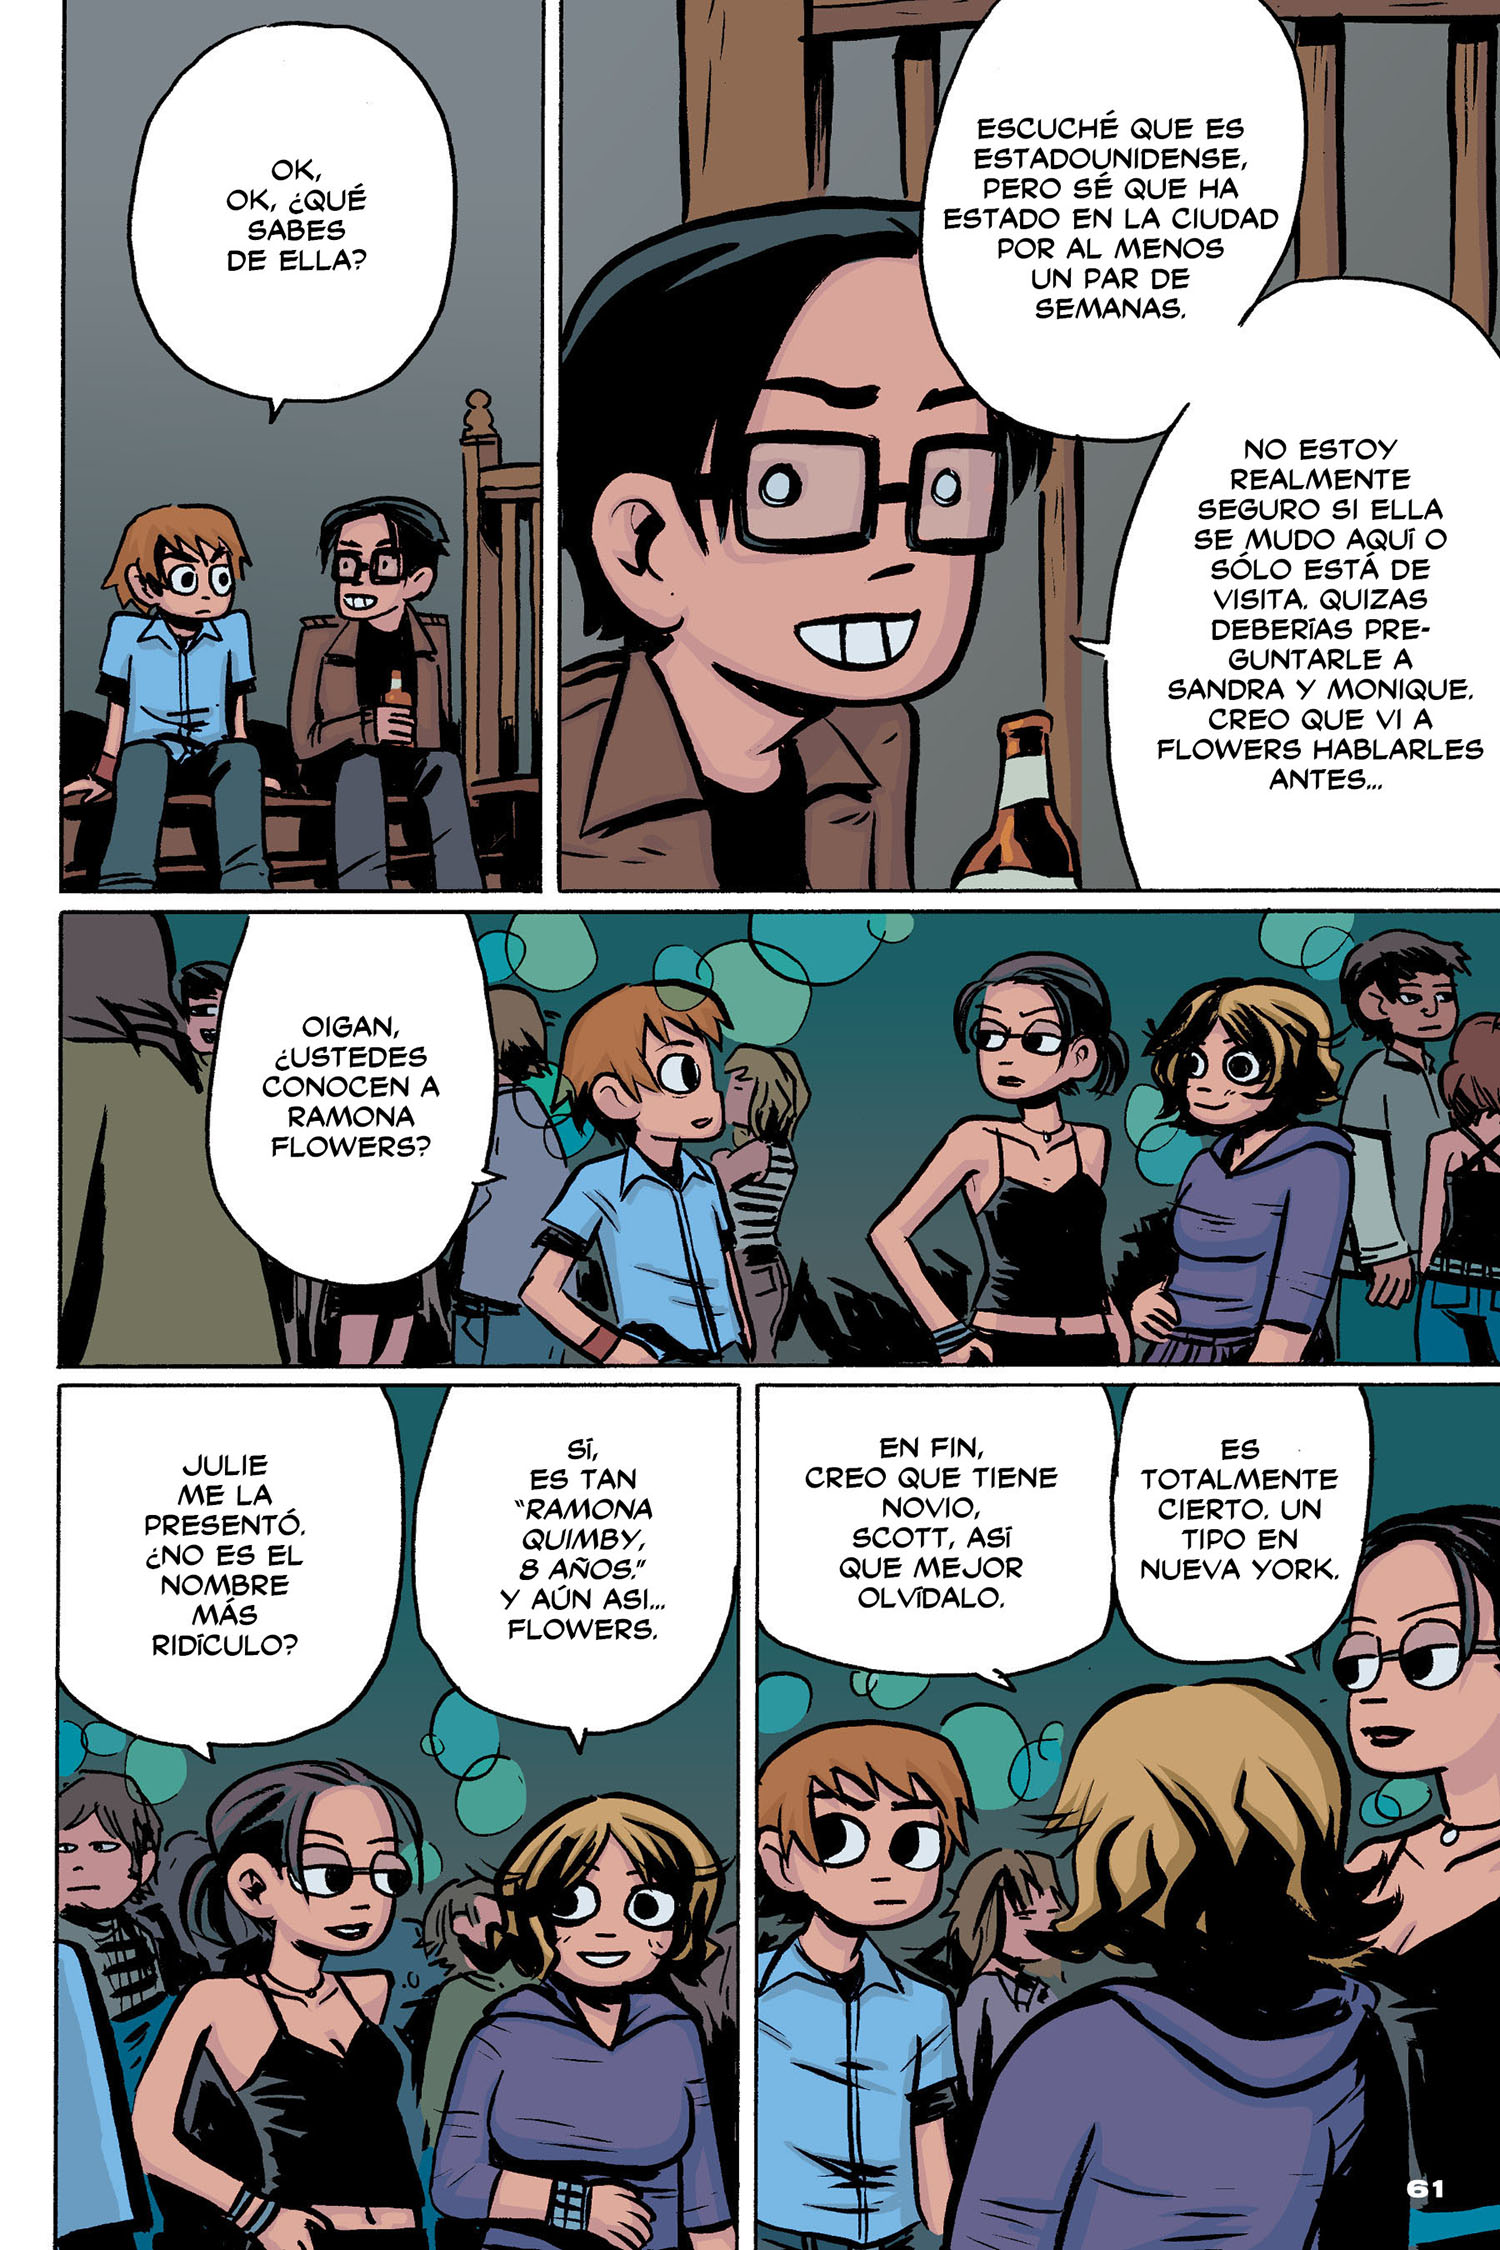 OK,
OK, ¿QUÉ
SABES
DE ELLA?
ESCUCHÉ QUE ES
ESTADOUNIDENSE,
PERO SÉ QUE HA
ESTADO EN LA CIUDAD
POR AL MENOS
UN PAR DE
SEMANAS.
NO ESTOY
REALMENTE
SEGURO SI ELLA
SE MUDO AQUÍ O
SÓLO ESTÁ DE
VISITA. QUIZAS
DEBERÍAS PRE-
GUNTARLE A
SANDRA Y MONIQUE.
CREO QUE VI A
FLOWERS HABLARLES
ANTES...
OIGAN,
¿USTEDES
CONOCEN A
RAMONA
FLOWERS?
JULIE
ME LA
PRESENTÓ.
¿NO ES EL
NOMBRE
MÁS
RIDÍCULO?
SÍ,
ES TAN
"RAMONA
QUIMBY,
8 AÑOS."
Y AÚN ASI...
FLOWERS.
EN FIN,
CREO QUE TIENE
NOVIO,
SCOTT, ASÍ
QUE MEJOR
OLVÍDALO.
ES
TOTALMENTE
CIERTO. UN
TIPO EN
NUEVA YORK.
61